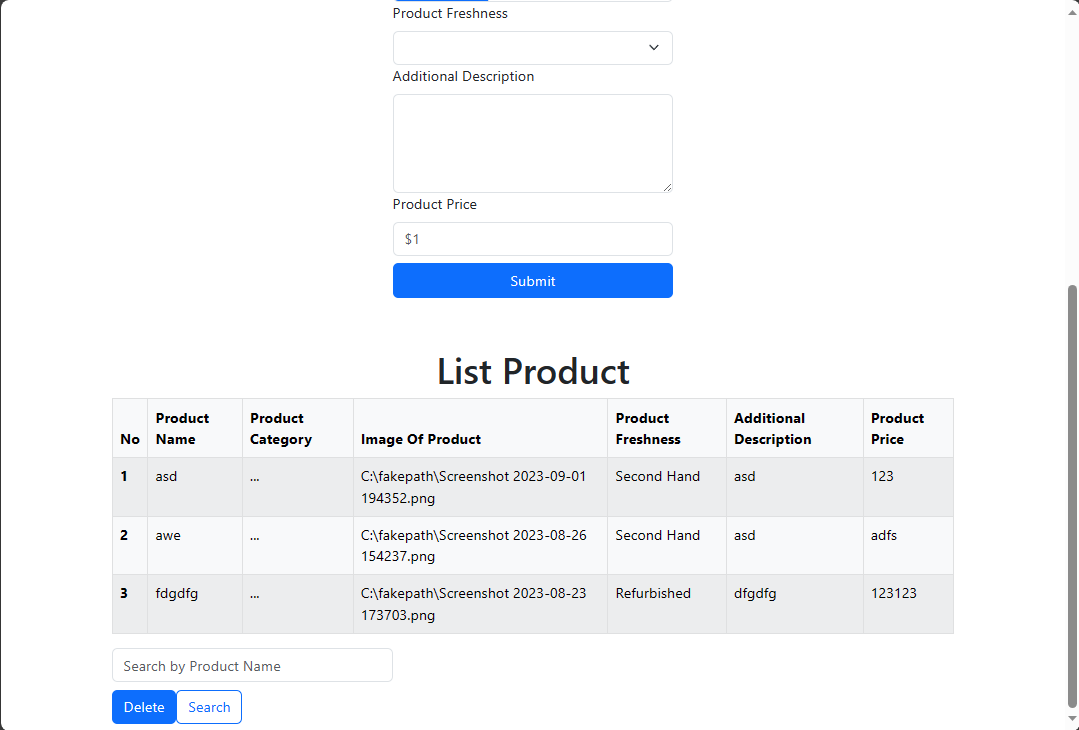 Product Freshness
Additional Description
Product Price
$1
Submit
List Product
No Product Name Product Category Image Of Product Product Freshness Additional Description Product Price
1 asd ... C:\fakepath\Screenshot 2023-09-01 194352.png Second Hand asd 123
2 awe ... C:\fakepath\Screenshot 2023-08-26 154237.png Second Hand asd adfs
3 fdgdfg ... C:\fakepath\Screenshot 2023-08-23 173703.png Refurbished dfgdfg 123123
Search by Product Name
Delete Search